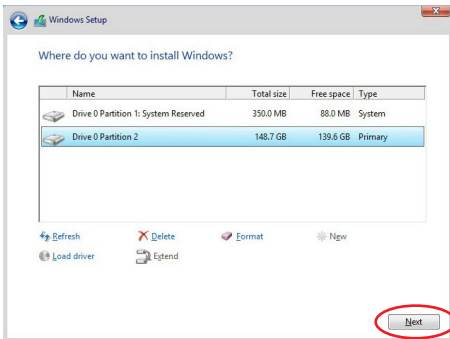 Windows Setup
Where do you want to install Windows?
Name Total size Free space Type
Drive 0 Partition 1: System Reserved 350.0 MB 88.0 MB System
Drive 0 Partition 2 148.7 GB 139.6 GB Primary
Refresh Delete Format New
Load driver Extend
Next